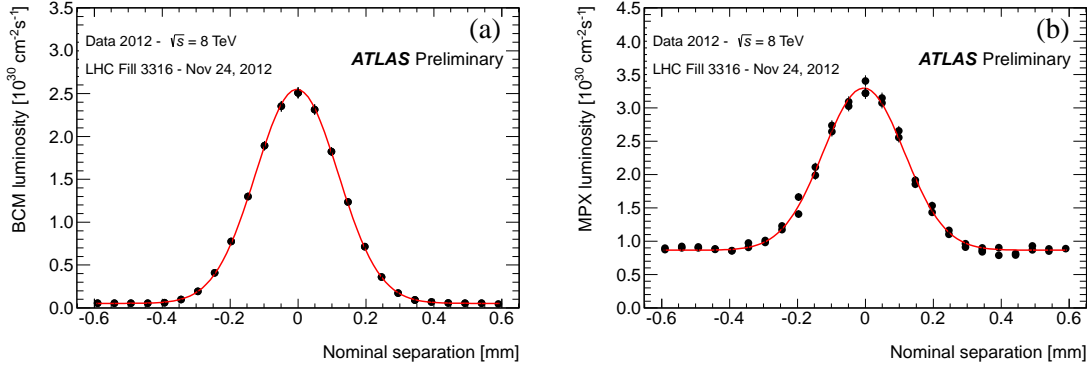 (a)
Data 2012 - √s = 8 TeV
ATLAS Preliminary
LHC Fill 3316 - Nov 24, 2012
BCM luminosity [10³⁰ cm⁻²s⁻¹]
3.5
3.0
2.5
2.0
1.5
1.0
0.5
0.0
-0.6 -0.4 -0.2 0 0.2 0.4 0.6
Nominal separation [mm]
(b)
Data 2012 - √s = 8 TeV
ATLAS Preliminary
LHC Fill 3316 - Nov 24, 2012
MPX luminosity [10³⁰ cm⁻²s⁻¹]
4.5
4.0
3.5
3.0
2.5
2.0
1.5
1.0
0.5
0.0
-0.6 -0.4 -0.2 0 0.2 0.4 0.6
Nominal separation [mm]